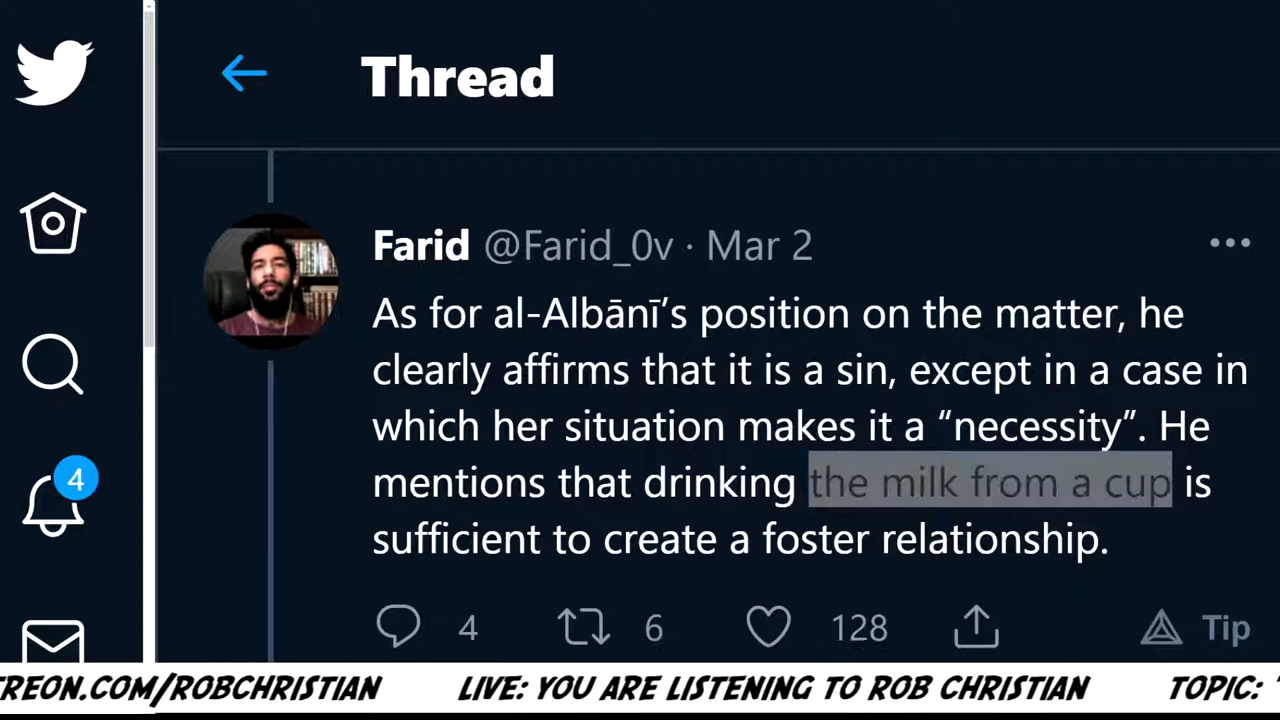 Thread
Farid @Farid_0v · Mar 2
As for al-Albānī’s position on the matter, he
clearly affirms that it is a sin, except in a case in
which her situation makes it a “necessity”. He
mentions that drinking the milk from a cup is
sufficient to create a foster relationship.
4
4 6 128 Tip
TREON.COM/ROBCHRISTIAN LIVE: YOU ARE LISTENING TO ROB CHRISTIAN TOPIC: